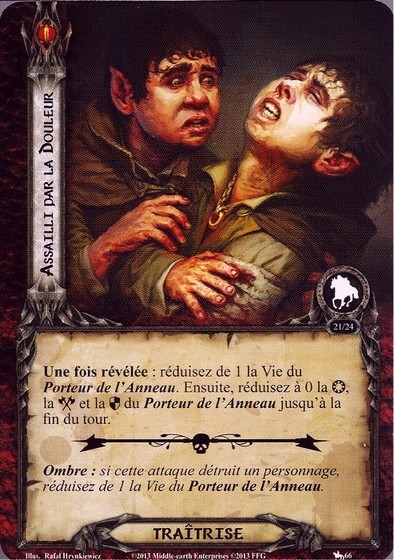 ASSAILLI PAR LA DOULEUR
21/24
Une fois révélée : réduisez de 1 la Vie du
Porteur de l'Anneau. Ensuite, réduisez à 0 la
la et la du Porteur de l'Anneau jusqu'à la
fin du tour.
Ombre : si cette attaque détruit un personnage,
réduisez de 1 la Vie du Porteur de l'Anneau.
TRAÎTRISE
Illus. Rafał Hrynkiewicz ©2013 Middle-earth Enterprises ©2013 FFG 66